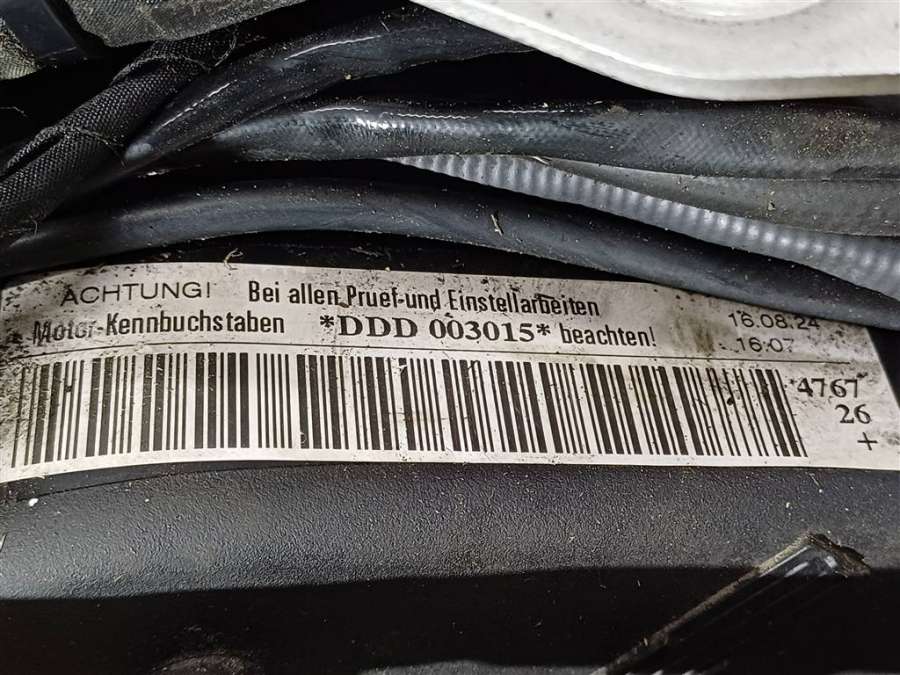 ACHTUNG! Bei allen Pruef-und Einstellarbeiten
Motor-Kennbuchstaben *DDD 003015* beachten!
16.08.24
16:07
4767
26
+